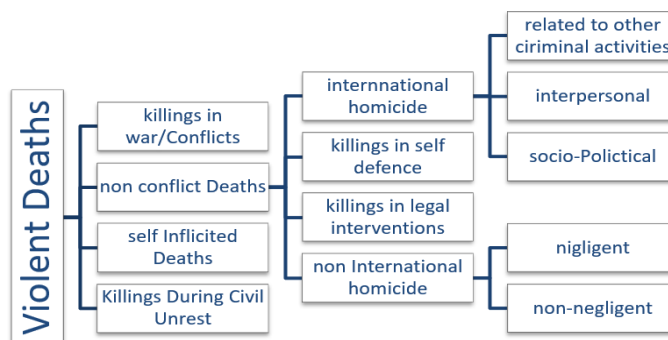 Violent Deaths
killings in
war/Conflicts
non conflict Deaths
self Inflicited
Deaths
Killings During Civil
Unrest
internnational
homicide
killings in self
defence
killings in legal
interventions
non International
homicide
related to other
ciriminal activities
interpersonal
socio-Polictical
nigligent
non-negligent